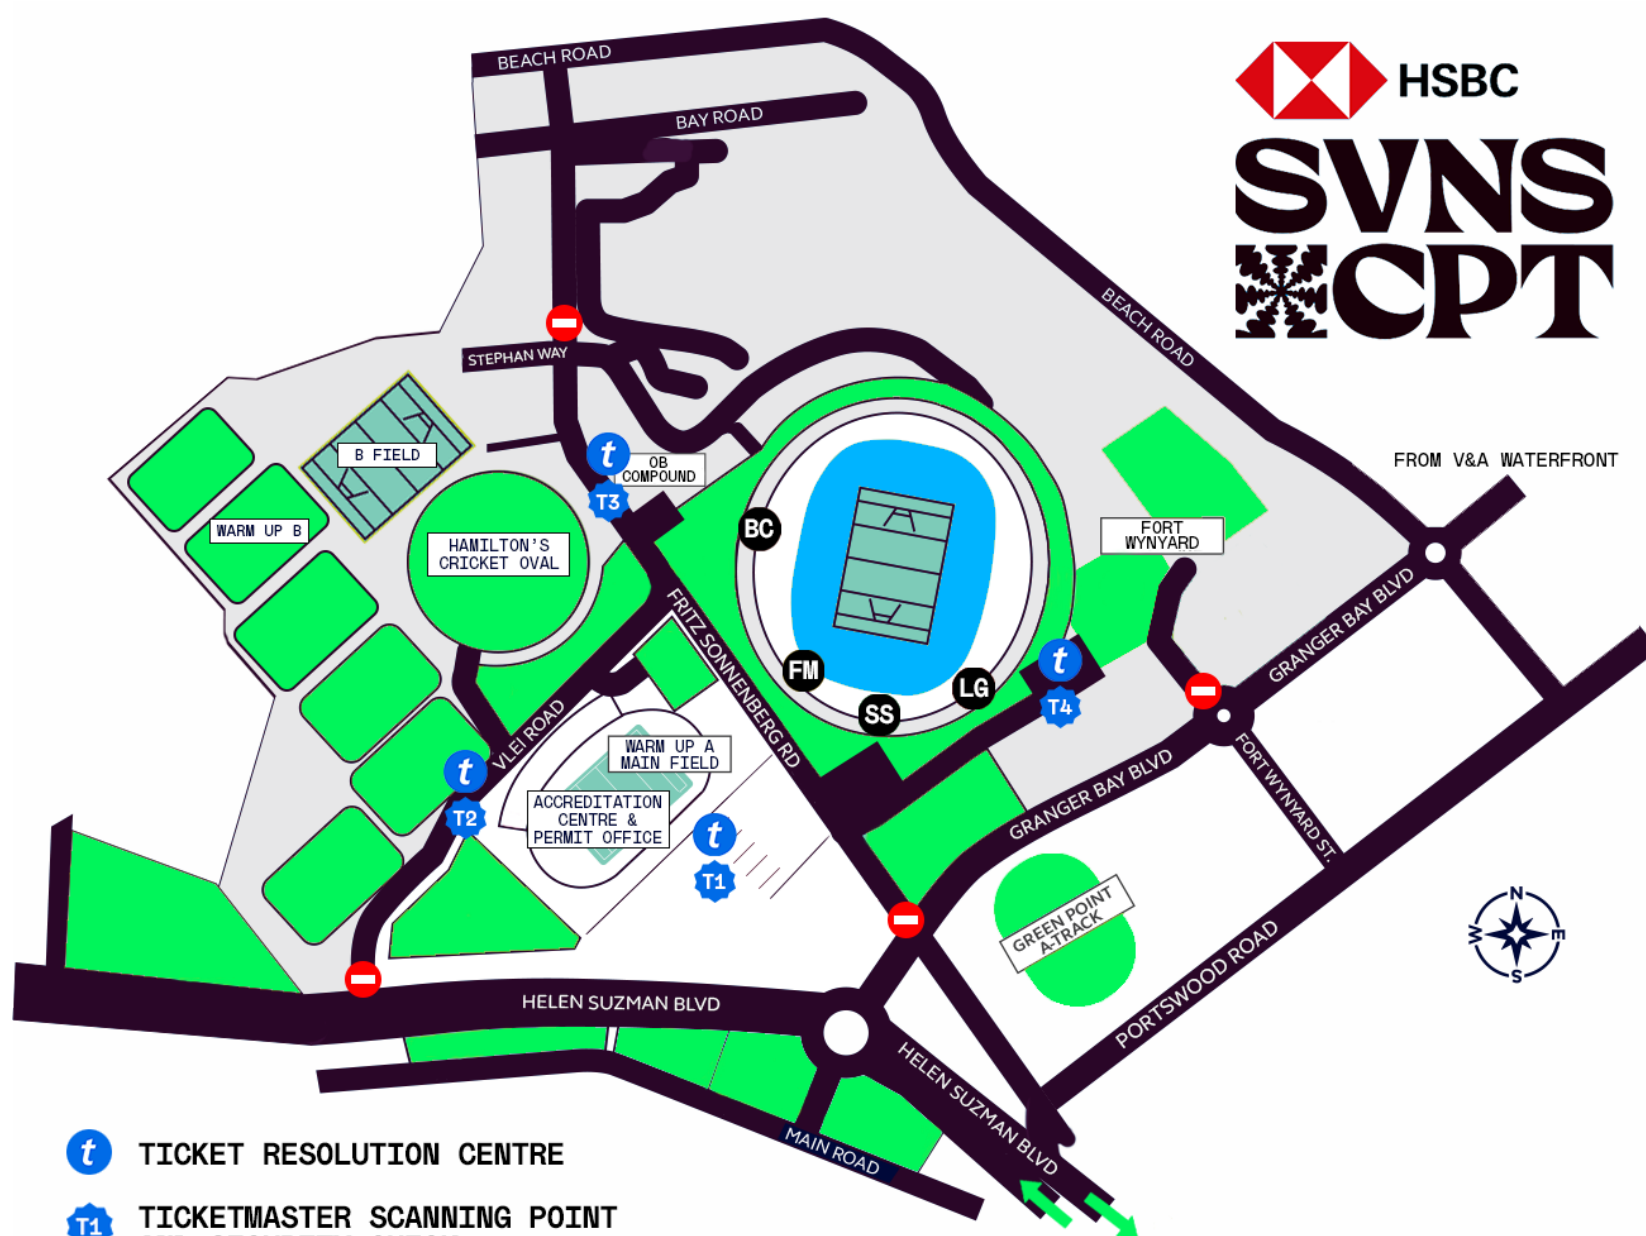 BEACH ROAD
HSBC
SVNS
CPT
BAY ROAD
BEACH ROAD
STEPHAN WAY
B FIELD
t
OB
COMPOUND
T3
FROM V&A WATERFRONT
WARM UP B
HAMILTON'S
CRICKET OVAL
BC
FORT
WYNYARD
FRITZ SONNENBERG RD
GRANGER BAY BLVD
FM
SS
LG
t
T4
VLEI ROAD
WARM UP A
MAIN FIELD
t
T2
ACCREDITATION
CENTRE &
PERMIT OFFICE
t
T1
GRANGER BAY BLVD
FORT WYNYARD ST.
GREEN POINT
A-TRACK
N
W
E
S
PORTSWOOD ROAD
HELEN SUZMAN BLVD
HELEN SUZMAN BLVD
MAIN ROAD
t
TICKET RESOLUTION CENTRE
T1
TICKETMASTER SCANNING POINT